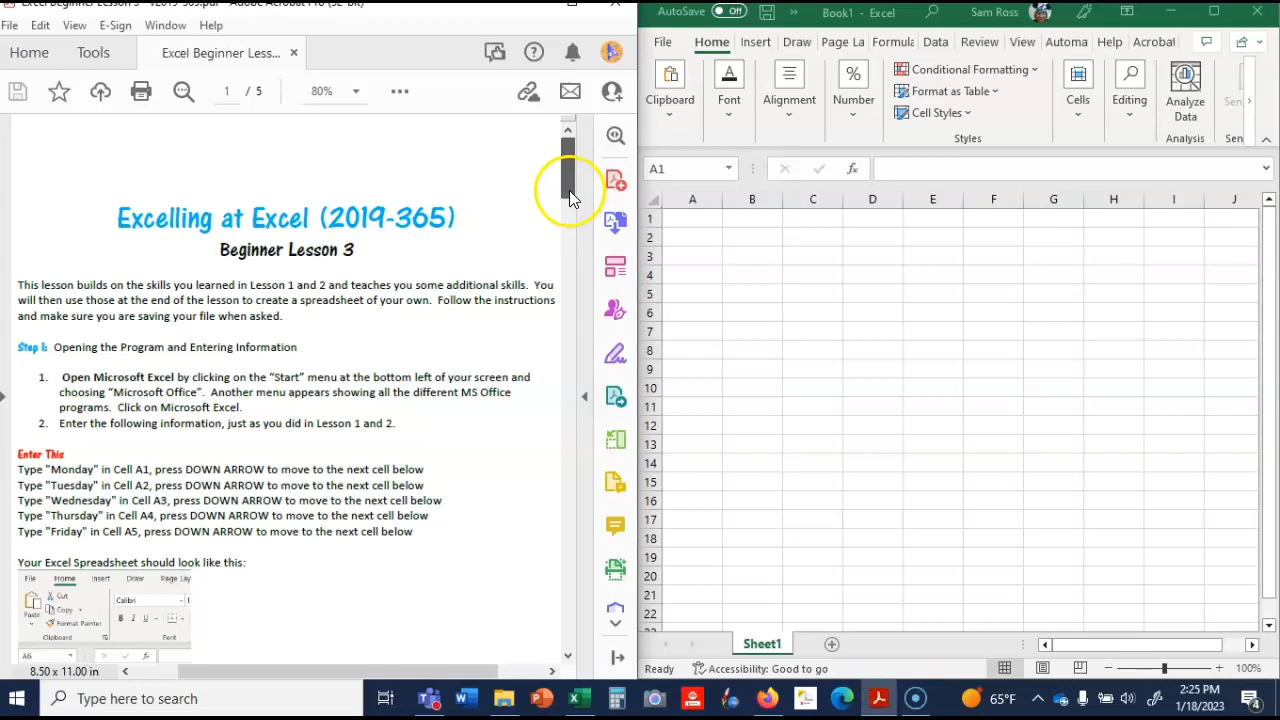 File Edit View E-Sign Window Help
Home Tools Excel Beginner Less... ×
1 / 5 80%
Excelling at Excel (2019-365)
Beginner Lesson 3
This lesson builds on the skills you learned in Lesson 1 and 2 and teaches you some additional skills. You
will then use those at the end of the lesson to create a spreadsheet of your own. Follow the instructions
and make sure you are saving your file when asked.
Step 1: Opening the Program and Entering Information
1. Open Microsoft Excel by clicking on the "Start" menu at the bottom left of your screen and
choosing "Microsoft Office". Another menu appears showing all the different MS Office
programs. Click on Microsoft Excel.
2. Enter the following information, just as you did in Lesson 1 and 2.
Enter This
Type "Monday" in Cell A1, press DOWN ARROW to move to the next cell below
Type "Tuesday" in Cell A2, press DOWN ARROW to move to the next cell below
Type "Wednesday" in Cell A3, press DOWN ARROW to move to the next cell below
Type "Thursday" in Cell A4, press DOWN ARROW to move to the next cell below
Type "Friday" in Cell A5, press DOWN ARROW to move to the next cell below
Your Excel Spreadsheet should look like this:
File Home Insert Draw Page Lay
Cut
Copy
Format Painter
Paste
Calibri
B I U
Clipboard Font
A6
8.50 x 11.00 in
AutoSave Off Book1 - Excel Sam Ross
File Home Insert Draw Page La Formula Data Review View Automa Help Acrobat
Clipboard Font Alignment Number
Conditional Formatting
Format as Table
Cell Styles
Styles
Cells Editing
Analyze
Data
Analysis
Sen
A1 fx
A B C D E F G H I J
1
2
3
4
5
6
7
8
9
10
11
12
13
14
15
16
17
18
19
20
21
22
Sheet1
Ready Accessibility: Good to go 100%
Type here to search
65°F
2:25 PM
1/18/2023
4